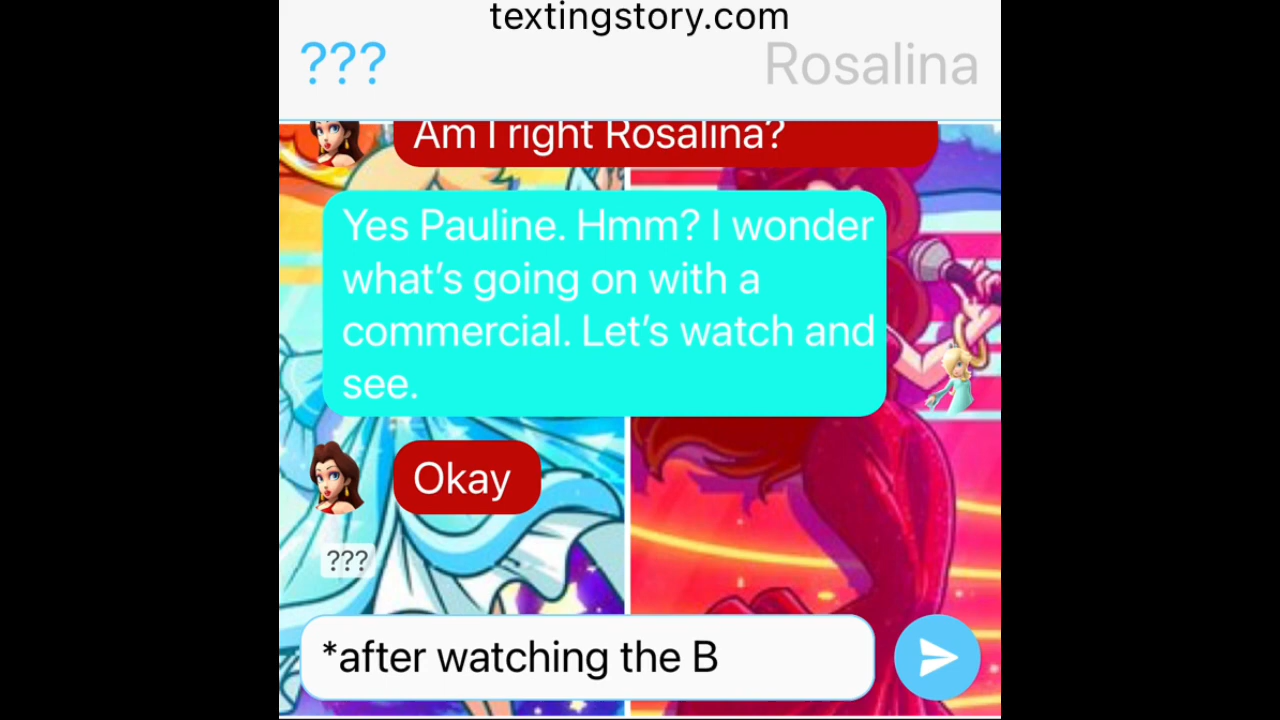 textingstory.com
??? Rosalina
Am I right Rosalina?
Yes Pauline. Hmm? I wonder
what's going on with a
commercial. Let's watch and
see.
Okay
???
*after watching the B